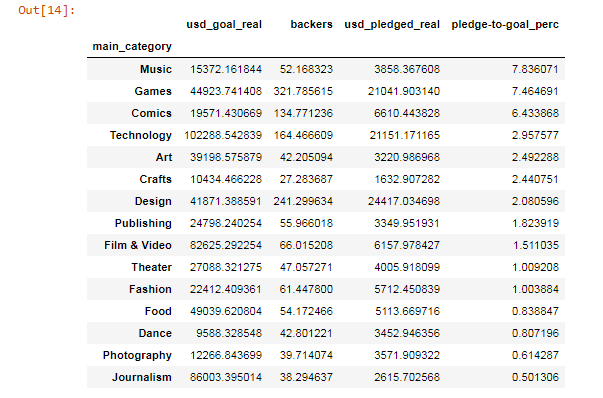 Out[14]:
usd_goal_real backers usd_pledged_real pledge-to-goal_perc
main_category
Music 15372.161844 52.168323 3858.367608 7.836071
Games 44923.741408 321.785615 21041.903140 7.464691
Comics 19571.430669 134.771236 6610.443828 6.433868
Technology 102288.542839 164.466609 21151.171165 2.957577
Art 39198.575879 42.205094 3220.986968 2.492288
Crafts 10434.466228 27.283687 1632.907282 2.440751
Design 41871.388591 241.299634 24417.034698 2.080596
Publishing 24798.240254 55.966018 3349.951931 1.823919
Film & Video 82625.292254 66.015208 6157.978427 1.511035
Theater 27088.321275 47.057271 4005.918099 1.009208
Fashion 22412.409361 61.447800 5712.450839 1.003884
Food 49039.620804 54.172466 5113.669716 0.838847
Dance 9588.328548 42.801221 3452.946356 0.807196
Photography 12266.843699 39.714074 3571.909322 0.614287
Journalism 86003.395014 38.294637 2615.702568 0.501306